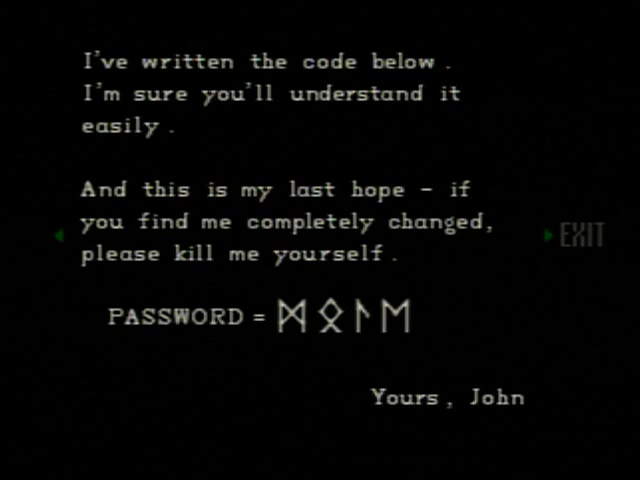 I've written the code below.
I'm sure you'll understand it
easily.
And this is my last hope - if
you find me completely changed,
please kill me yourself.
EXIT
PASSWORD = ᛞᛟᛚᛖ
Yours, John